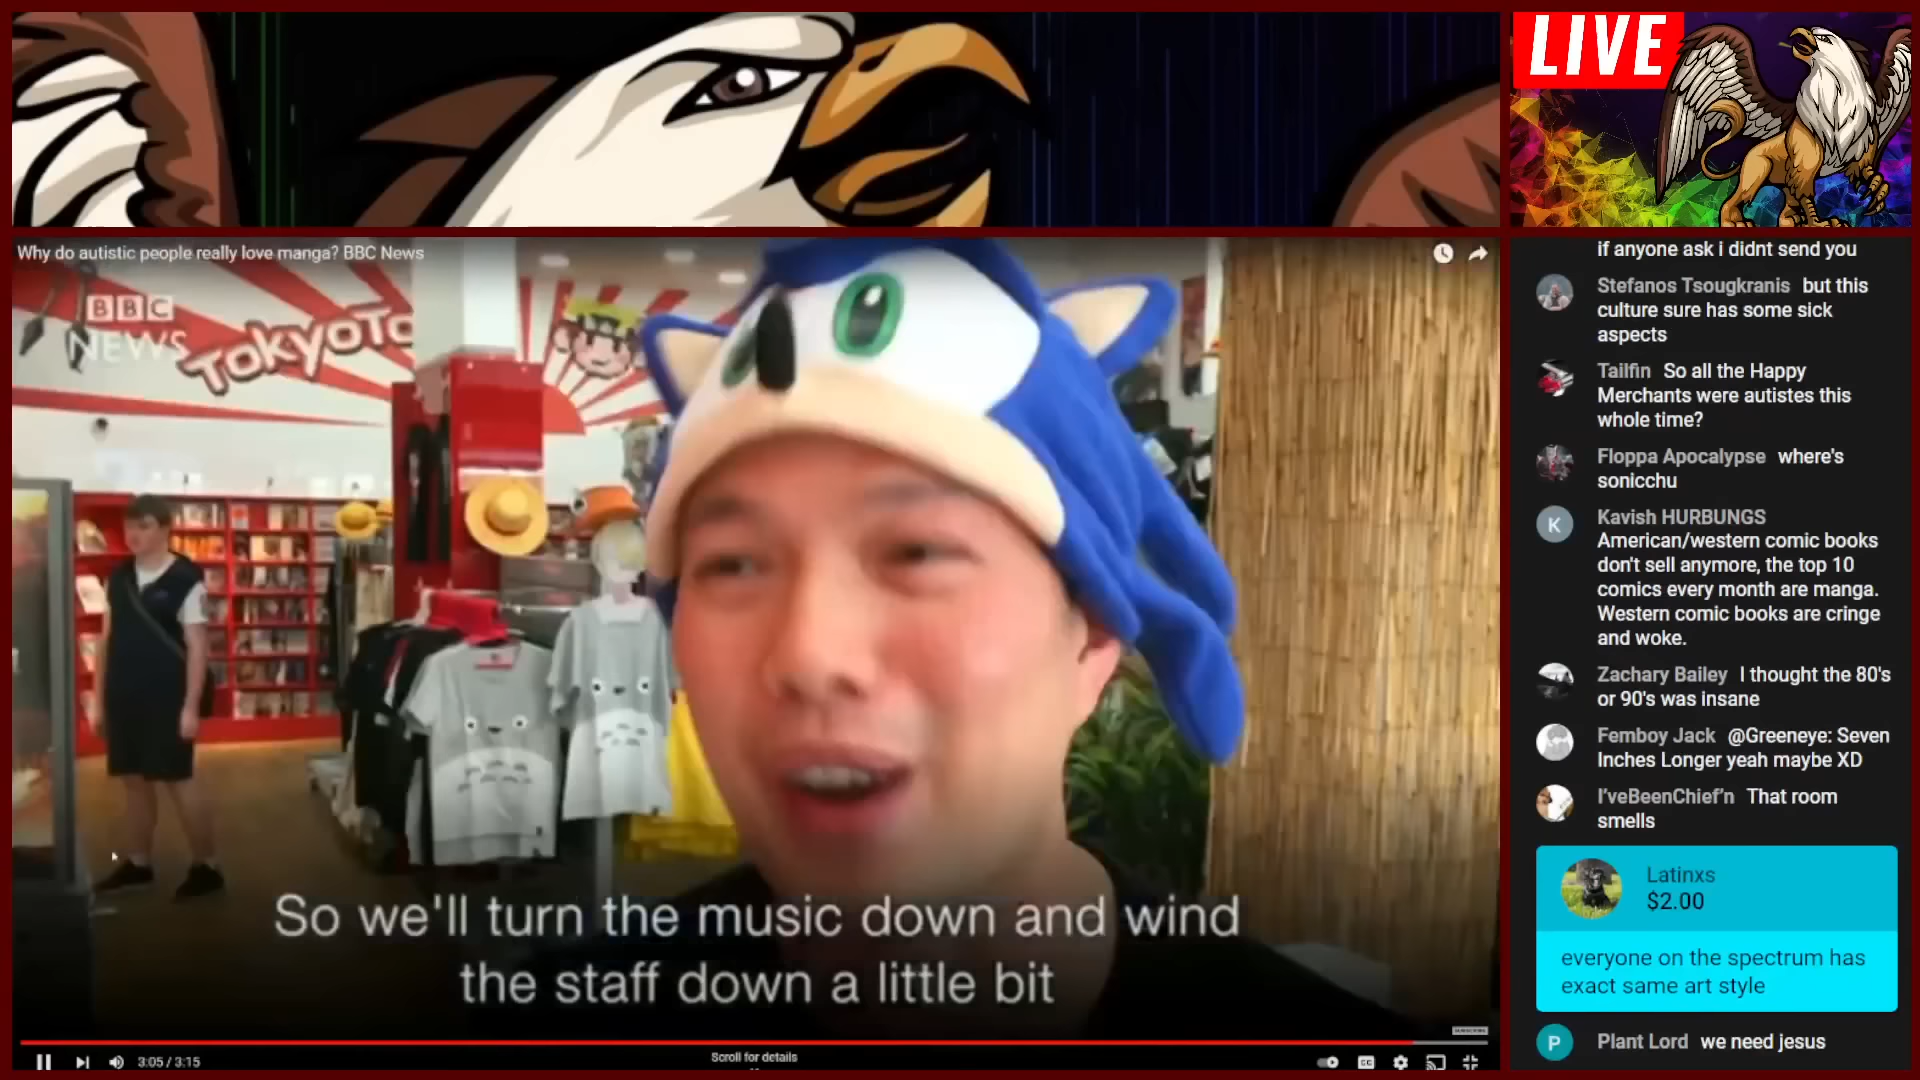 LIVE
Why do autistic people really love manga? BBC News
BBC
NEWS
TokyoTo
So we'll turn the music down and wind
the staff down a little bit
3:05 / 3:15
Scroll for details
if anyone ask i didnt send you
Stefanos Tsougkranis but this
culture sure has some sick
aspects
Tailfin So all the Happy
Merchants were autistes this
whole time?
Floppa Apocalypse where's
sonicchu
K
Kavish HURBUNGS
American/western comic books
don't sell anymore, the top 10
comics every month are manga.
Western comic books are cringe
and woke.
Zachary Bailey I thought the 80's
or 90's was insane
Femboy Jack @Greeneye: Seven
Inches Longer yeah maybe XD
I'veBeenChief'n That room
smells
Latinxs
$2.00
everyone on the spectrum has
exact same art style
P
Plant Lord we need jesus